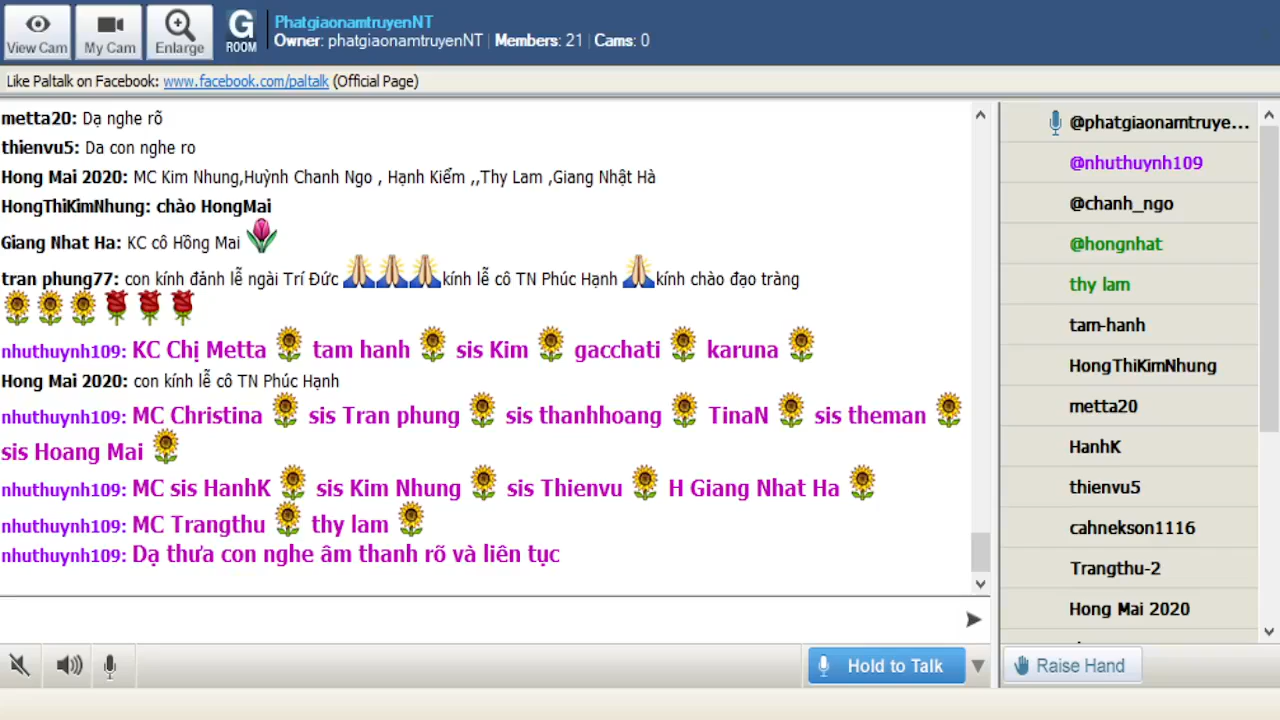 View Cam
My Cam
Enlarge
G
ROOM
PhatgiaonamtruyenNT
Owner: phatgiaonamtruyenNT | Members: 21 | Cams: 0
Like Paltalk on Facebook: www.facebook.com/paltalk (Official Page)
metta20: Dạ nghe rõ
thienvu5: Da con nghe ro
Hong Mai 2020: MC Kim Nhung,Huỳnh Chanh Ngo , Hạnh Kiểm ,,Thy Lam ,Giang Nhật Hà
HongThiKimNhung: chào HongMai
Giang Nhat Ha: KC cô Hồng Mai
tran phung77: con kính đảnh lễ ngài Trí Đức kính lễ cô TN Phúc Hạnh kính chào đạo tràng
nhuthuynh109: KC Chị Metta tam hanh sis Kim gacchati karuna
Hong Mai 2020: con kính lễ cô TN Phúc Hạnh
nhuthuynh109: MC Christina sis Tran phung sis thanhhoang TinaN sis theman
sis Hoang Mai
nhuthuynh109: MC sis HanhK sis Kim Nhung sis Thienvu H Giang Nhat Ha
nhuthuynh109: MC Trangthu thy lam
nhuthuynh109: Dạ thưa con nghe âm thanh rõ và liên tục
@phatgiaonamtruye...
@nhuthuynh109
@chanh_ngo
@hongnhat
thy lam
tam-hanh
HongThiKimNhung
metta20
HanhK
thienvu5
cahnekson1116
Trangthu-2
Hong Mai 2020
Hold to Talk
Raise Hand